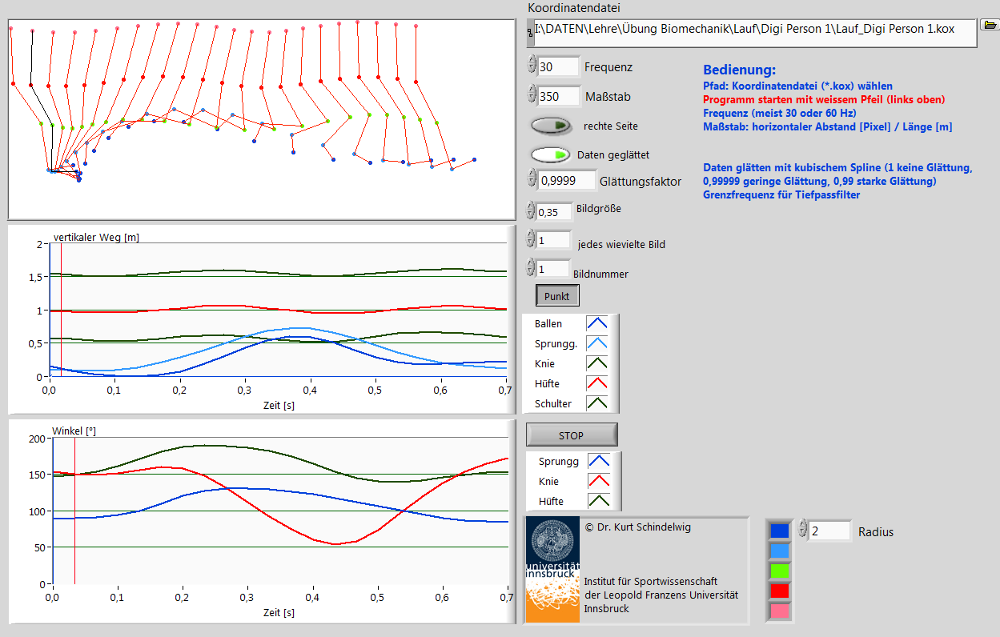 Koordinatendatei
I:\DATEN\Lehre\Übung Biomechanik\Lauf\Digi Person 1\Lauf_Digi Person 1.kox
30 Frequenz
350 Maßstab
rechte Seite
Daten geglättet
0,9999 Glättungsfaktor
0,35 Bildgröße
1 jedes wievielte Bild
1 Bildnummer
Punkt
Bedienung:
Pfad: Koordinatendatei (*.kox) wählen
Programm starten mit weissem Pfeil (links oben)
Frequenz (meist 30 oder 60 Hz)
Maßstab: horizontaler Abstand [Pixel] / Länge [m]
Daten glätten mit kubischem Spline (1 keine Glättung,
0,99999 geringe Glättung, 0,99 starke Glättung)
Grenzfrequenz für Tiefpassfilter
vertikaler Weg [m]
2
1,5
1
0,5
0
0,0 0,1 0,2 0,3 0,4 0,5 0,6 0,7
Zeit [s]
Ballen
Sprungg.
Knie
Hüfte
Schulter
STOP
Winkel [°]
200
150
100
50
0
0,0 0,1 0,2 0,3 0,4 0,5 0,6 0,7
Zeit [s]
Sprungg
Knie
Hüfte
universität
innsbruck
© Dr. Kurt Schindelwig
Institut für Sportwissenschaft
der Leopold Franzens Universität
Innsbruck
2 Radius